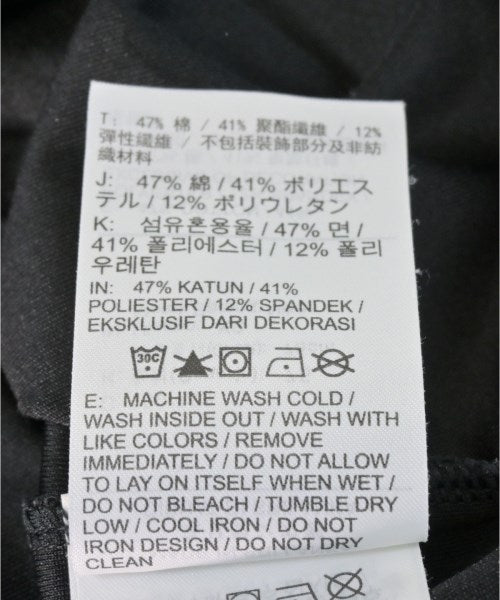 T: 47% 棉 / 41% 聚酯纖維 / 12%
彈性纖維 / 不包括裝飾部分及非紡
織材料
J: 47% 綿 / 41% ポリエス
テル / 12% ポリウレタン
K: 섬유혼용율 / 47% 면 /
41% 폴리에스터 / 12% 폴리
우레탄
IN: 47% KATUN / 41%
POLIESTER / 12% SPANDEK /
EKSKLUSIF DARI DEKORASI
30C
E: MACHINE WASH COLD /
WASH INSIDE OUT / WASH WITH
LIKE COLORS / REMOVE
IMMEDIATELY / DO NOT ALLOW
TO LAY ON ITSELF WHEN WET /
DO NOT BLEACH / TUMBLE DRY
LOW / COOL IRON / DO NOT
IRON DESIGN / DO NOT DRY
CLEAN